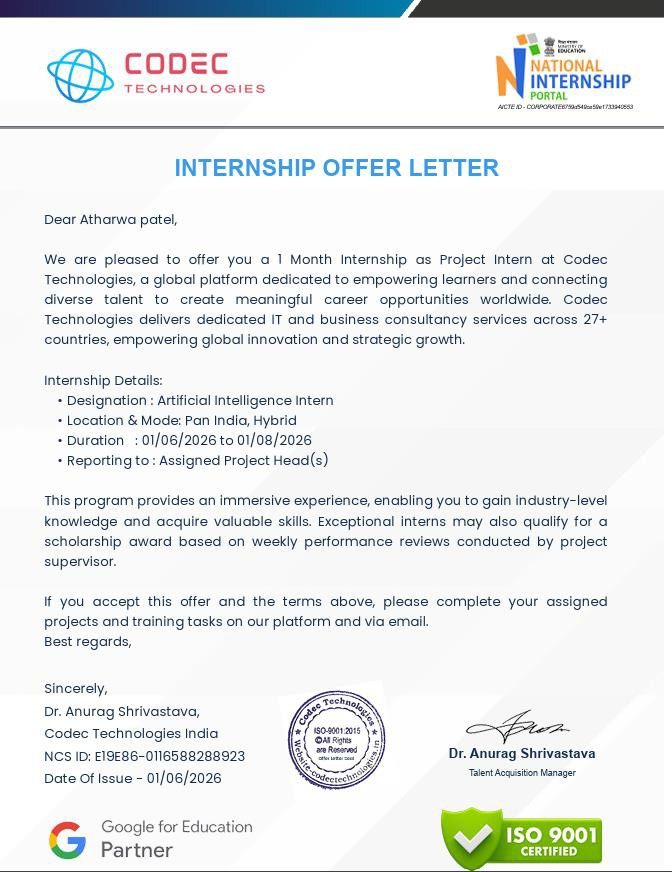 CODEC
TECHNOLOGIES
MINISTRY OF
EDUCATION
NATIONAL
INTERNSHIP
PORTAL
AICTE ID - CORPORATE6759d549ce59e1733940553
INTERNSHIP OFFER LETTER
Dear Atharwa patel,
We are pleased to offer you a 1 Month Internship as Project Intern at Codec
Technologies, a global platform dedicated to empowering learners and connecting
diverse talent to create meaningful career opportunities worldwide. Codec
Technologies delivers dedicated IT and business consultancy services across 27+
countries, empowering global innovation and strategic growth.
Internship Details:
• Designation : Artificial Intelligence Intern
• Location & Mode: Pan India, Hybrid
• Duration : 01/06/2026 to 01/08/2026
• Reporting to : Assigned Project Head(s)
This program provides an immersive experience, enabling you to gain industry-level
knowledge and acquire valuable skills. Exceptional interns may also qualify for a
scholarship award based on weekly performance reviews conducted by project
supervisor.
If you accept this offer and the terms above, please complete your assigned
projects and training tasks on our platform and via email.
Best regards,
Sincerely,
Dr. Anurag Shrivastava,
Codec Technologies India
NCS ID: E19E86-0116588288923
Date Of Issue - 01/06/2026
Codec Technologies
ISO-9001:2015
©All Rights
are Reserved
Offer Letter Seal
Website-codectechnologies.in
Dr. Anurag Shrivastava
Talent Acquisition Manager
Google for Education
Partner
ISO 9001
CERTIFIED